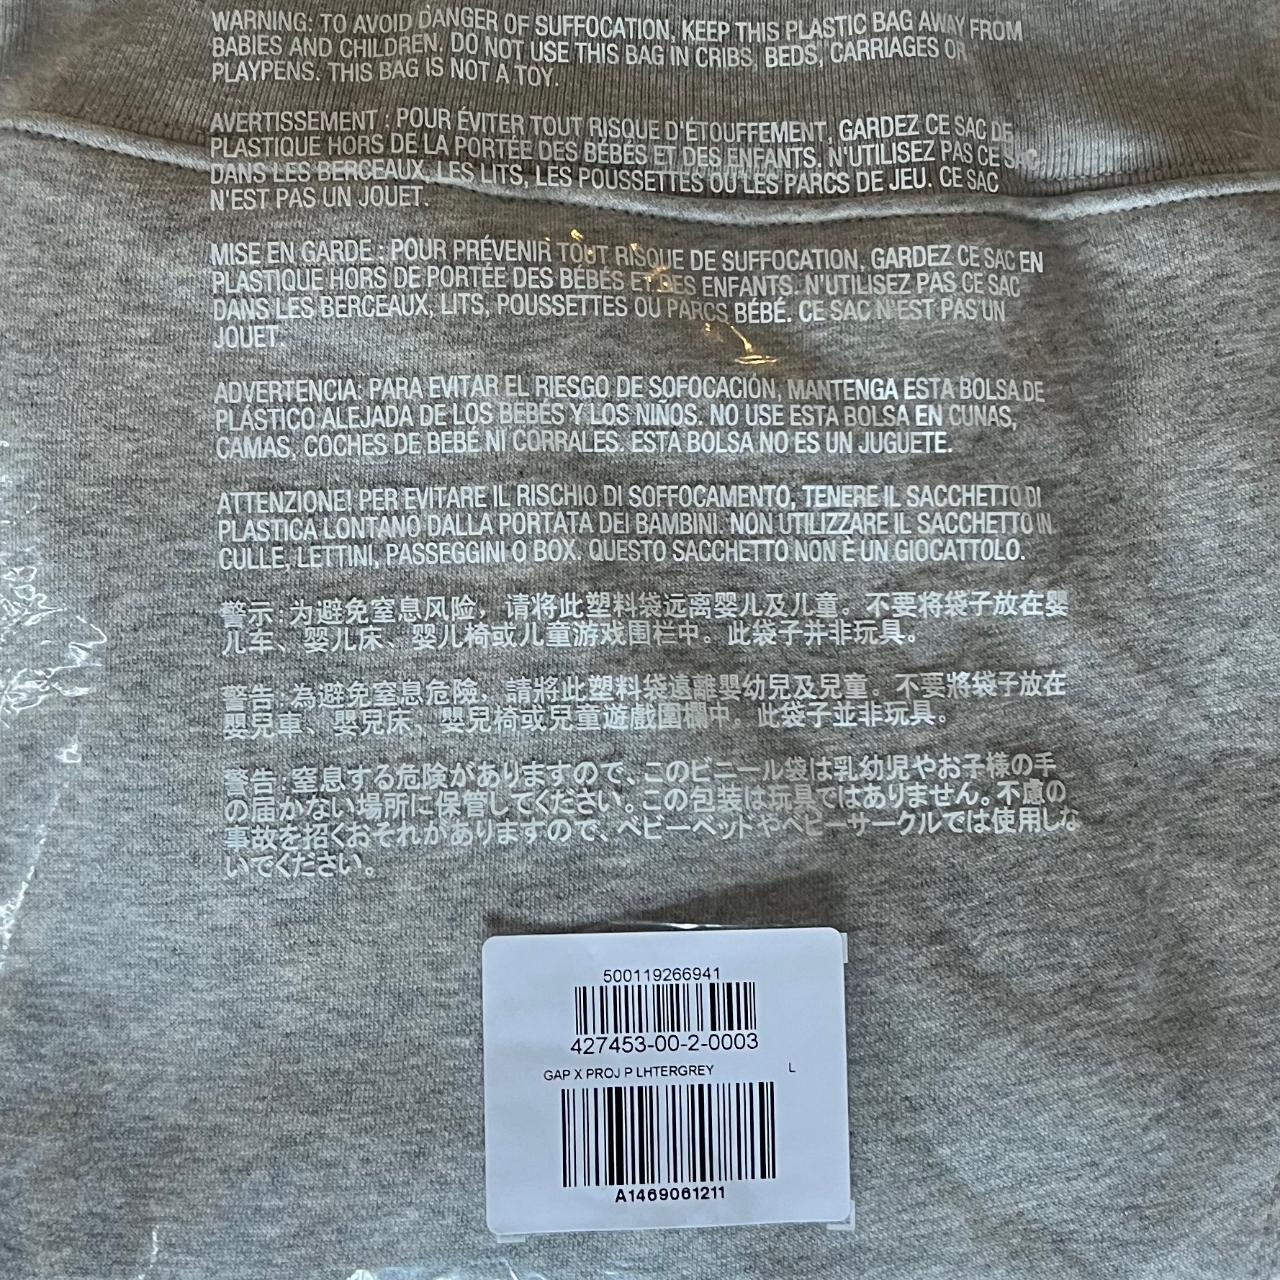 WARNING: TO AVOID DANGER OF SUFFOCATION, KEEP THIS PLASTIC BAG AWAY FROM
BABIES AND CHILDREN. DO NOT USE THIS BAG IN CRIBS, BEDS, CARRIAGES OR
PLAYPENS. THIS BAG IS NOT A TOY.
AVERTISSEMENT : POUR ÉVITER TOUT RISQUE D'ÉTOUFFEMENT, GARDEZ CE SAC DE
PLASTIQUE HORS DE LA PORTÉE DES BÉBÉS ET DES ENFANTS. N'UTILISEZ PAS CE SAC
DANS LES BERCEAUX, LES LITS, LES POUSSETTES OU LES PARCS DE JEU. CE SAC
N'EST PAS UN JOUET.
MISE EN GARDE : POUR PRÉVENIR TOUT RISQUE DE SUFFOCATION, GARDEZ CE SAC EN
PLASTIQUE HORS DE PORTÉE DES BÉBÉS ET DES ENFANTS. N'UTILISEZ PAS CE SAC
DANS LES BERCEAUX, LITS, POUSSETTES OU PARCS BÉBÉ. CE SAC N'EST PAS UN
JOUET.
ADVERTENCIA: PARA EVITAR EL RIESGO DE SOFOCACIÓN, MANTENGA ESTA BOLSA DE
PLÁSTICO ALEJADA DE LOS BEBÉS Y LOS NIÑOS. NO USE ESTA BOLSA EN CUNAS,
CAMAS, COCHES DE BEBÉ NI CORRALES. ESTA BOLSA NO ES UN JUGUETE.
ATTENZIONE! PER EVITARE IL RISCHIO DI SOFFOCAMENTO, TENERE IL SACCHETTO DI
PLASTICA LONTANO DALLA PORTATA DEI BAMBINI. NON UTILIZZARE IL SACCHETTO IN
CULLE, LETTINI, PASSEGGINI O BOX. QUESTO SACCHETTO NON È UN GIOCATTOLO.
警示：为避免窒息风险，请将此塑料袋远离婴儿及儿童。不要将袋子放在婴
儿车、婴儿床、婴儿椅或儿童游戏围栏中。此袋子并非玩具。
警告：為避免窒息危險，請將此塑料袋遠離嬰幼兒及兒童。不要將袋子放在
嬰兒車、嬰兒床、嬰兒椅或兒童遊戲圍欄中。此袋子並非玩具。
警告：窒息する危険がありますので、このビニール袋は乳幼児やお子様の手
の届かない場所に保管してください。この包装は玩具ではありません。不慮の
事故を招くおそれがありますので、ベビーベットやベビーサークルでは使用しな
いでください。
500119266941
427453-00-2-0003
GAP X PROJ P LHTERGREY L
A1469061211